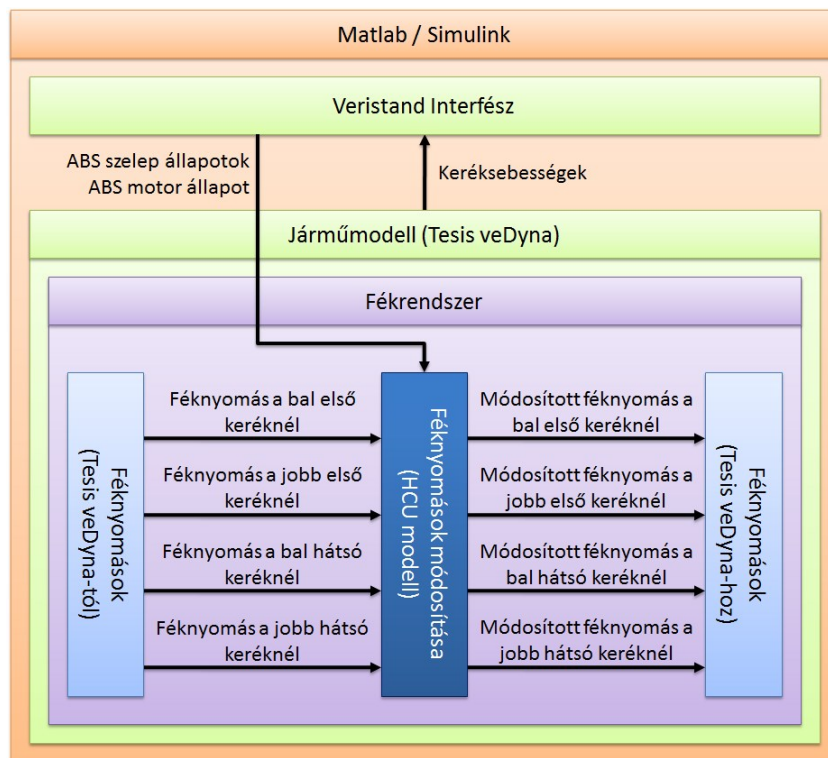 Matlab / Simulink
Veristand Interfész
ABS szelep állapotok
ABS motor állapot
Keréksebességek
Járműmodell (Tesis veDyna)
Fékrendszer
Féknyomások
(Tesis veDyna-tól)
Féknyomás a bal első
keréknél
Féknyomás a jobb első
keréknél
Féknyomás a bal hátsó
keréknél
Féknyomás a jobb hátsó
keréknél
Féknyomások módosítása
(HCU modell)
Módosított féknyomás a
bal első keréknél
Módosított féknyomás a
jobb első keréknél
Módosított féknyomás a
bal hátsó keréknél
Módosított féknyomás a
jobb hátsó keréknél
Féknyomások
(Tesis veDyna-hoz)